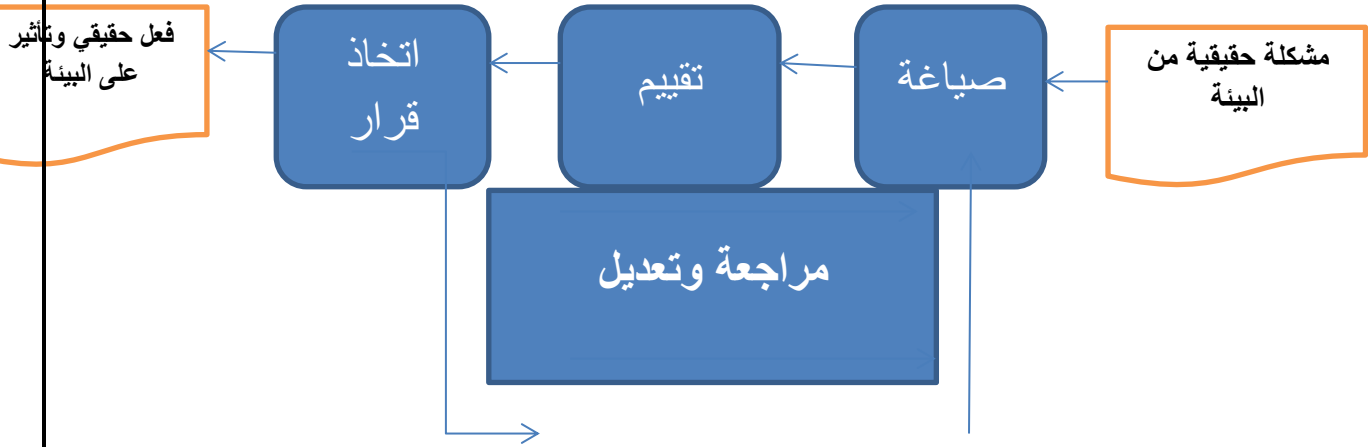 مشكلة حقيقية من
البيئة
صياغة
تقييم
اتخاذ
قرار
فعل حقيقي وتأثير
على البيئة
مراجعة وتعديل